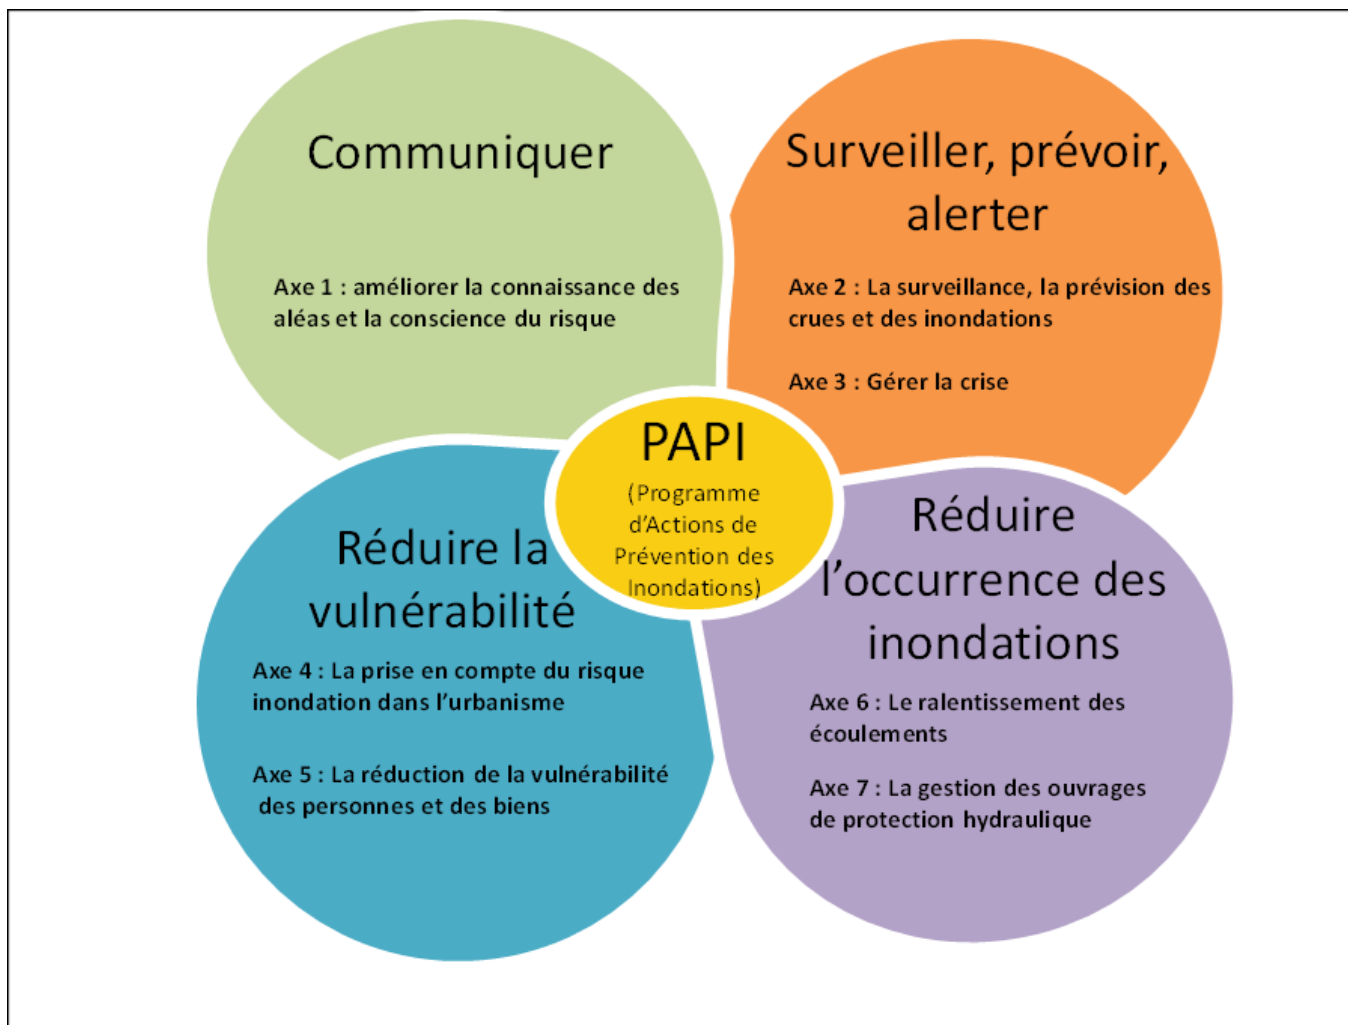 Communiquer
Axe 1 : améliorer la connaissance des
aléas et la conscience du risque
Surveiller, prévoir,
alerter
Axe 2 : La surveillance, la prévision des
crues et des inondations
Axe 3 : Gérer la crise
PAPI
(Programme
d’Actions de
Prévention des
Inondations)
Réduire la
vulnérabilité
Axe 4 : La prise en compte du risque
inondation dans l’urbanisme
Axe 5 : La réduction de la vulnérabilité
des personnes et des biens
Réduire
l’occurrence des
inondations
Axe 6 : Le ralentissement des
écoulements
Axe 7 : La gestion des ouvrages
de protection hydraulique